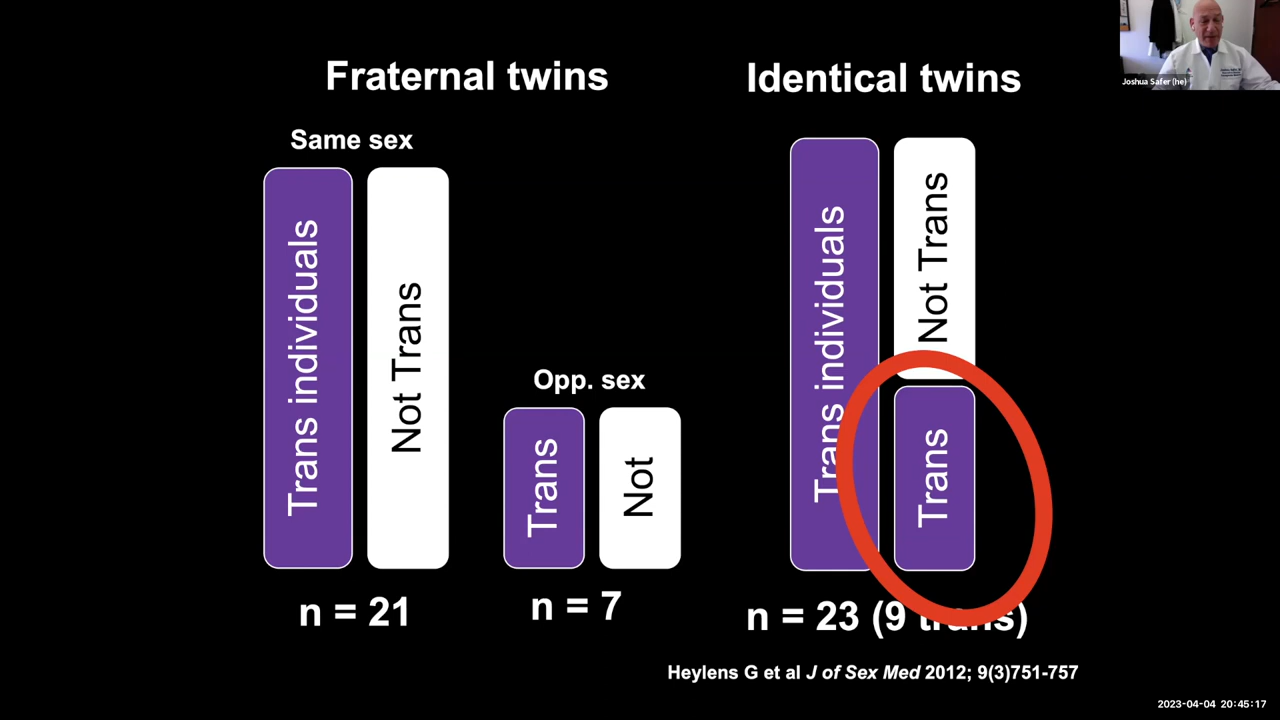 Fraternal twins
Identical twins
Same sex
Trans individuals
Not Trans
n = 21
Opp. sex
Trans
Not
n = 7
Trans individuals
Not Trans
Trans
n = 23 (9 trans)
Heylens G et al J of Sex Med 2012; 9(3)751-757
Joshua Safer (he)
2023-04-04 20:45:17